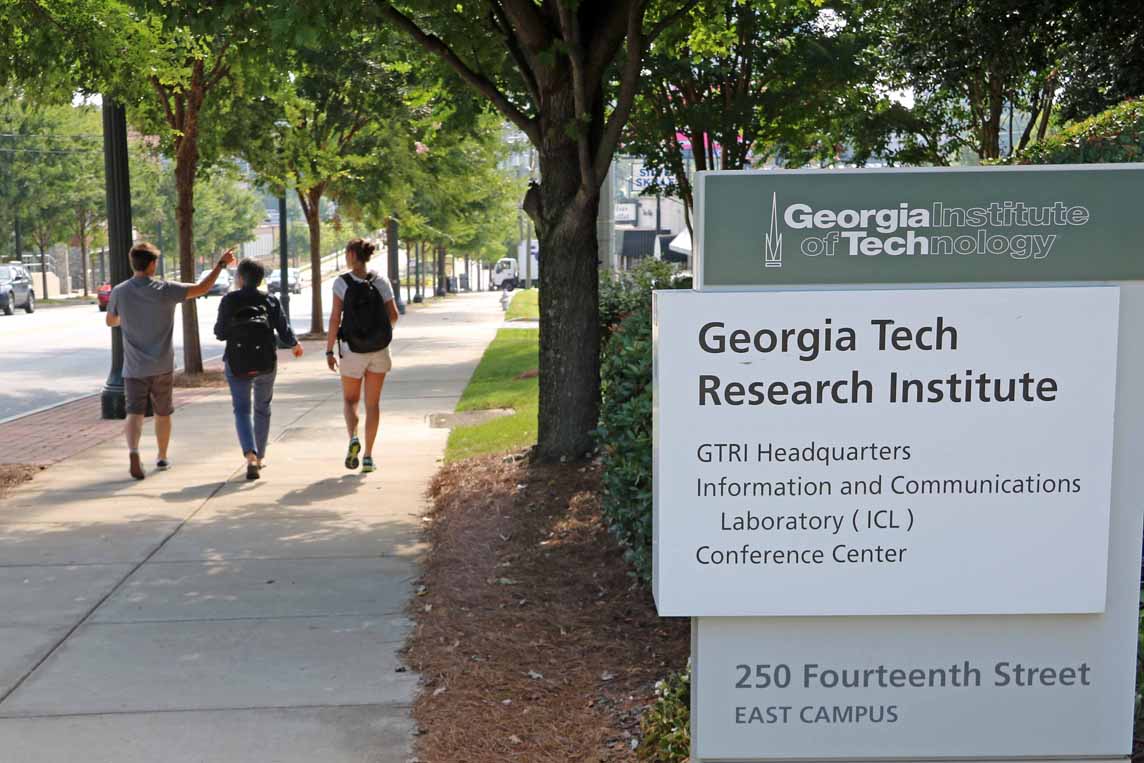 Georgia Institute
of Technology
Georgia Tech
Research Institute
GTRI Headquarters
Information and Communications
Laboratory ( ICL )
Conference Center
250 Fourteenth Street
EAST CAMPUS